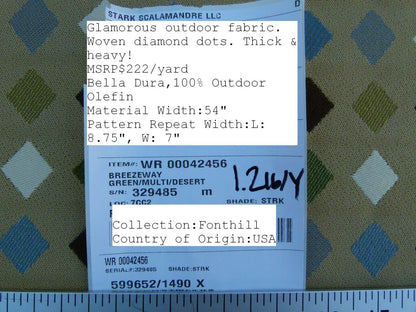 STARK SCALAMANDRE LLC
Glamorous outdoor fabric.
Woven diamond dots. Thick &
heavy!
MSRP$222/yard
Bella Dura,100% Outdoor
Olefin
Material Width:54"
Pattern Repeat Width:L:
8.75", W: 7"
ITEM#: WR 00042456
BREEZEWAY
GREEN/MULTI/DESERT
S/N: 329485 m
SHADE: STRK
Collection:Fonthill
Country of Origin:USA
WR 00042456
SERIAL#:329485 SHADE:STRK
599652/1490 X